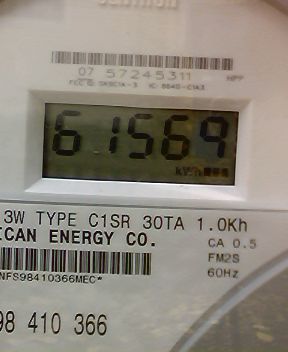 07 57245311
61569
3W TYPE C1SR 30TA 1.0Kh
ICAN ENERGY CO.
CA 0.5
FM2S
NFS98410366MEC*
60Hz
98 410 366